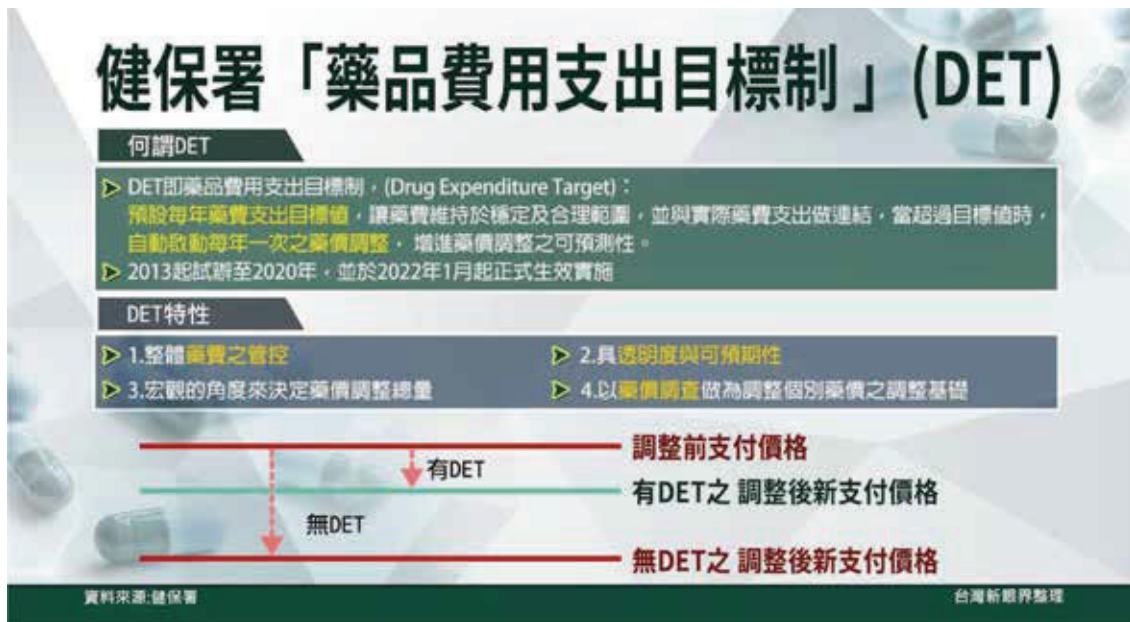 健保署「藥品費用支出目標制」(DET)
何謂DET
DET即藥品費用支出目標制，(Drug Expenditure Target)：
預設每年藥費支出目標值，讓藥費維持於穩定及合理範圍，並與實際藥費支出做連結，當超過目標值時，
自動啟動每年一次之藥價調整， 增進藥價調整之可預測性。
2013起試辦至2020年，並於2022年1月起正式生效實施
DET特性
1.整體藥費之管控
2.具透明度與可預期性
3.宏觀的角度來決定藥價調整總量
4.以藥價調查做為調整個別藥價之調整基礎
調整前支付價格
有DET
有DET之 調整後新支付價格
無DET
無DET之 調整後新支付價格
資料來源:健保署
台灣新眼界整理